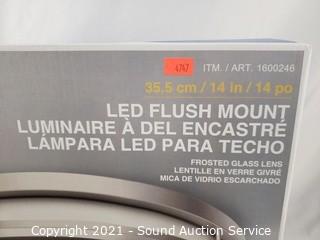 4747 ITM. / ART. 1600246
35,5 cm / 14 in / 14 po
LED FLUSH MOUNT
LUMINAIRE À DEL ENCASTRÉ
LÁMPARA LED PARA TECHO
FROSTED GLASS LENS
LENTILLE EN VERRE GIVRÉ
MICA DE VIDRIO ESCARCHADO
Copyright © 2021 - Sound Auction Service